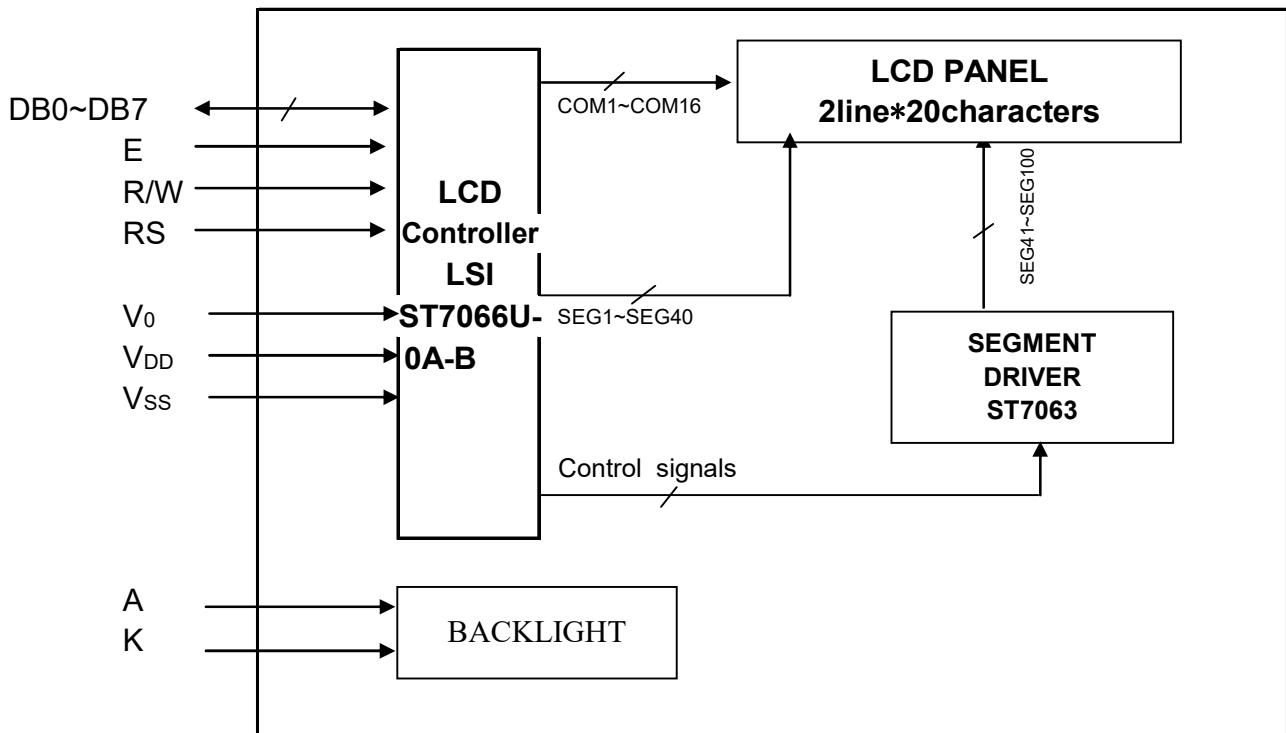 LCD PANEL
2line*20characters
DB0~DB7
E
R/W
RS
V0
VDD
VSS
LCD
Controller
LSI
ST7066U-
0A-B
COM1~COM16
SEG1~SEG40
SEG41~SEG100
SEGMENT
DRIVER
ST7063
Control signals
A
K
BACKLIGHT